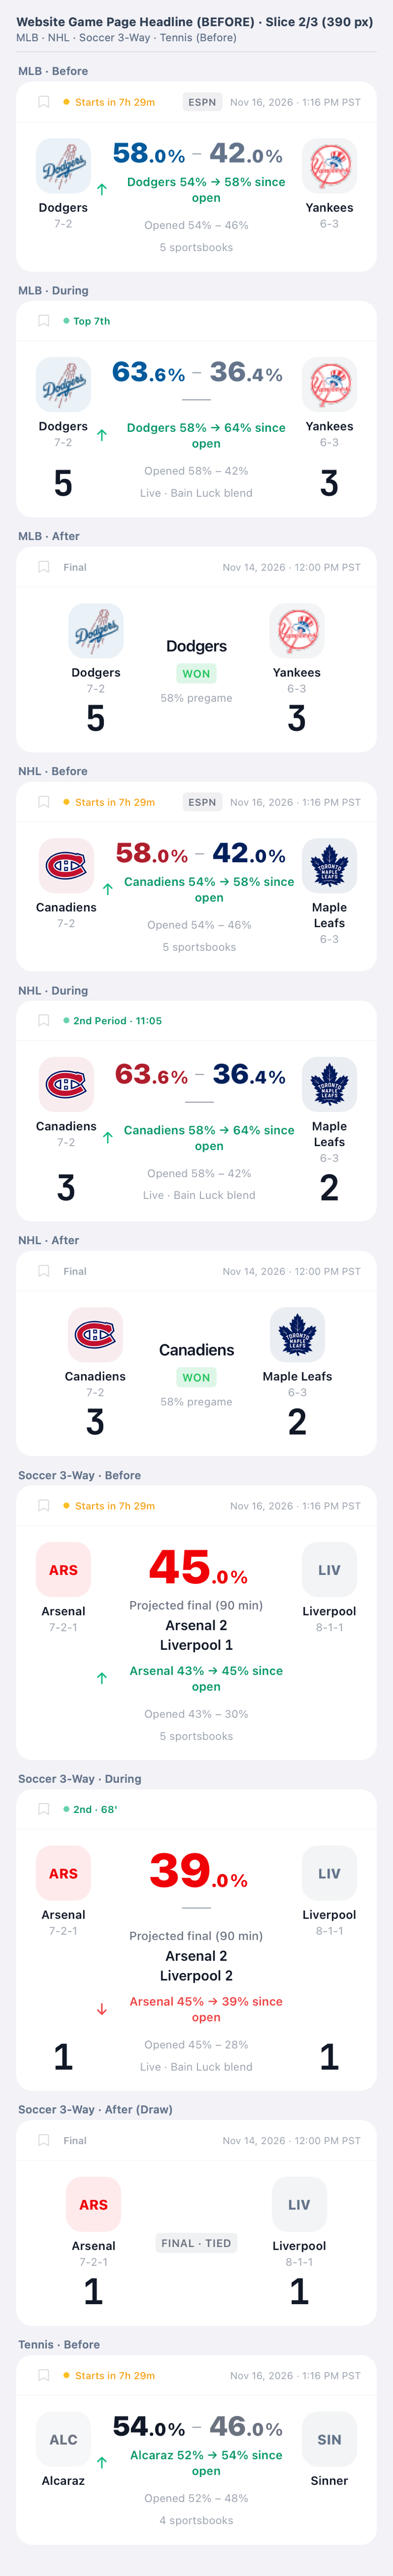 Website Game Page Headline (BEFORE) · Slice 2/3 (390 px)
MLB · NHL · Soccer 3-Way · Tennis (Before)
MLB · Before
Starts in 7h 29m ESPN Nov 16, 2026 · 1:16 PM PST
Dodgers
58.0% – 42.0%
↑ Dodgers 54% → 58% since
open
Dodgers Yankees
7-2 6-3
Opened 54% – 46%
5 sportsbooks
MLB · During
Top 7th
Dodgers
63.6% – 36.4%
Dodgers Yankees
↑ Dodgers 58% → 64% since
open
7-2 6-3
Opened 58% – 42%
5 3
Live · Bain Luck blend
MLB · After
Final Nov 14, 2026 · 12:00 PM PST
Dodgers
Dodgers
WON
Dodgers Yankees
7-2 6-3
58% pregame
5 3
NHL · Before
Starts in 7h 29m ESPN Nov 16, 2026 · 1:16 PM PST
58.0% – 42.0%
TORONTO
MAPLE
LEAFS
↑ Canadiens 54% → 58% since
open
Canadiens Maple
Leafs
7-2 6-3
Opened 54% – 46%
5 sportsbooks
NHL · During
2nd Period · 11:05
63.6% – 36.4%
TORONTO
MAPLE
LEAFS
Canadiens Maple
Leafs
↑ Canadiens 58% → 64% since
open
7-2 6-3
Opened 58% – 42%
3 2
Live · Bain Luck blend
NHL · After
Final Nov 14, 2026 · 12:00 PM PST
TORONTO
MAPLE
LEAFS
Canadiens
WON
Canadiens Maple Leafs
7-2 6-3
58% pregame
3 2
Soccer 3-Way · Before
Starts in 7h 29m Nov 16, 2026 · 1:16 PM PST
ARS 45.0% LIV
Arsenal Liverpool
7-2-1 8-1-1
Projected final (90 min)
Arsenal 2
Liverpool 1
↑ Arsenal 43% → 45% since
open
Opened 43% – 30%
5 sportsbooks
Soccer 3-Way · During
2nd · 68'
ARS 39.0% LIV
Arsenal Liverpool
7-2-1 8-1-1
Projected final (90 min)
Arsenal 2
Liverpool 2
↓ Arsenal 45% → 39% since
open
Opened 45% – 28%
1 1
Live · Bain Luck blend
Soccer 3-Way · After (Draw)
Final Nov 14, 2026 · 12:00 PM PST
ARS LIV
FINAL · TIED
Arsenal Liverpool
7-2-1 8-1-1
1 1
Tennis · Before
Starts in 7h 29m Nov 16, 2026 · 1:16 PM PST
ALC 54.0% – 46.0% SIN
↑ Alcaraz 52% → 54% since
open
Alcaraz Sinner
Opened 52% – 48%
4 sportsbooks